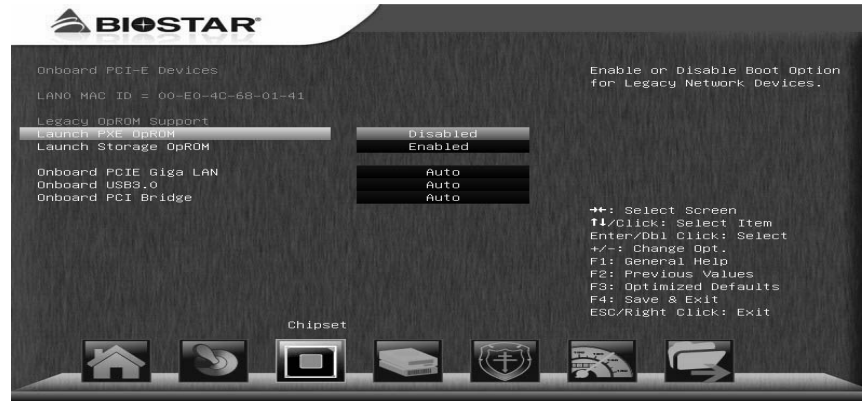 BIOSTAR®
Onboard PCI-E Devices
LAN0 MAC ID = 00-E0-4C-68-01-41
Legacy OpROM Support
Launch PXE OpROM Disabled
Launch Storage OpROM Enabled
Onboard PCIE Giga LAN Auto
Onboard USB3.0 Auto
Onboard PCI Bridge Auto
Enable or Disable Boot Option
for Legacy Network Devices.
→←: Select Screen
↑↓/Click: Select Item
Enter/Dbl Click: Select
+/-: Change Opt.
F1: General Help
F2: Previous Values
F3: Optimized Defaults
F4: Save & Exit
ESC/Right Click: Exit
Chipset